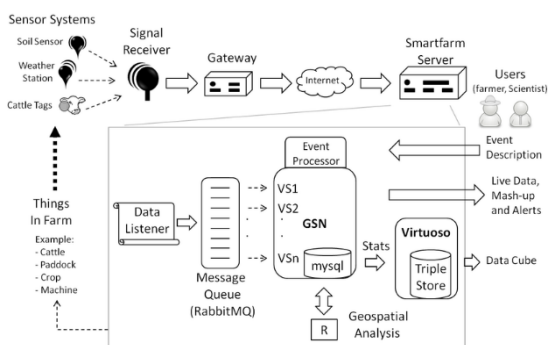 Sensor Systems
Soil Sensor
Weather
Station
Cattle Tags
Signal
Receiver
Gateway
Internet
Smartfarm
Server
Users
(farmer, Scientist)
Things
In Farm
Example:
- Cattle
- Paddock
- Crop
- Machine
Data
Listener
Message
Queue
(RabbitMQ)
Event
Processor
VS1
VS2
GSN
VSn
mysql
R
Geospatial
Analysis
Stats
Virtuoso
Triple
Store
Event
Description
Live Data,
Mash-up
and Alerts
Data Cube